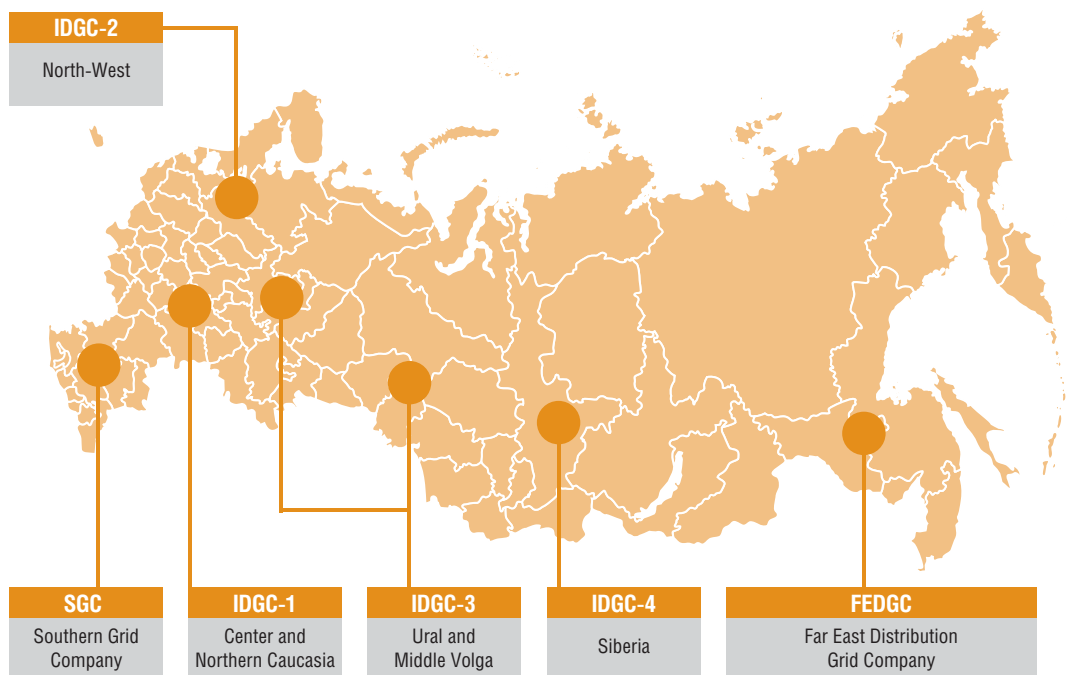 IDGC-2
North-West
SGC
Southern Grid
Company
IDGC-1
Center and
Northern Caucasia
IDGC-3
Ural and
Middle Volga
IDGC-4
Siberia
FEDGC
Far East Distribution
Grid Company